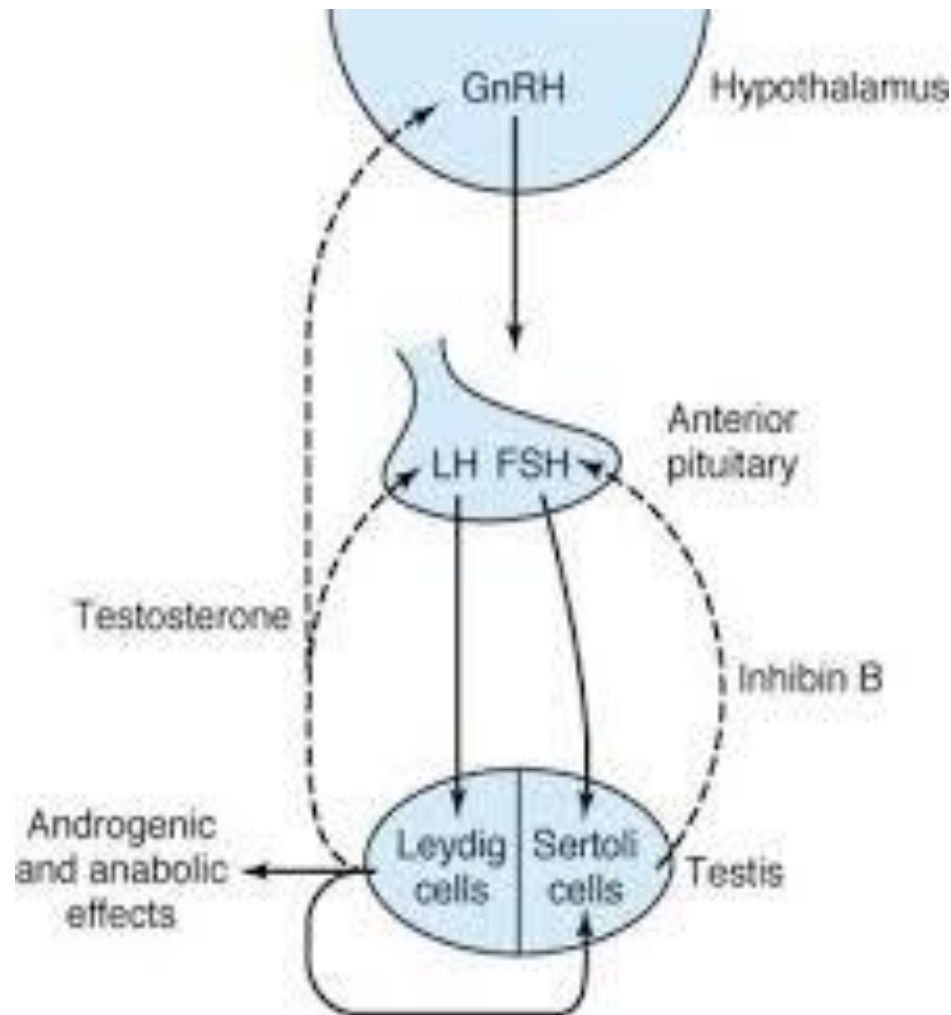 GnRH
Hypothalamus
Anterior
pituitary
LH FSH
Testosterone
Inhibin B
Androgenic
and anabolic
effects
Leydig
cells
Sertoli
cells
Testis